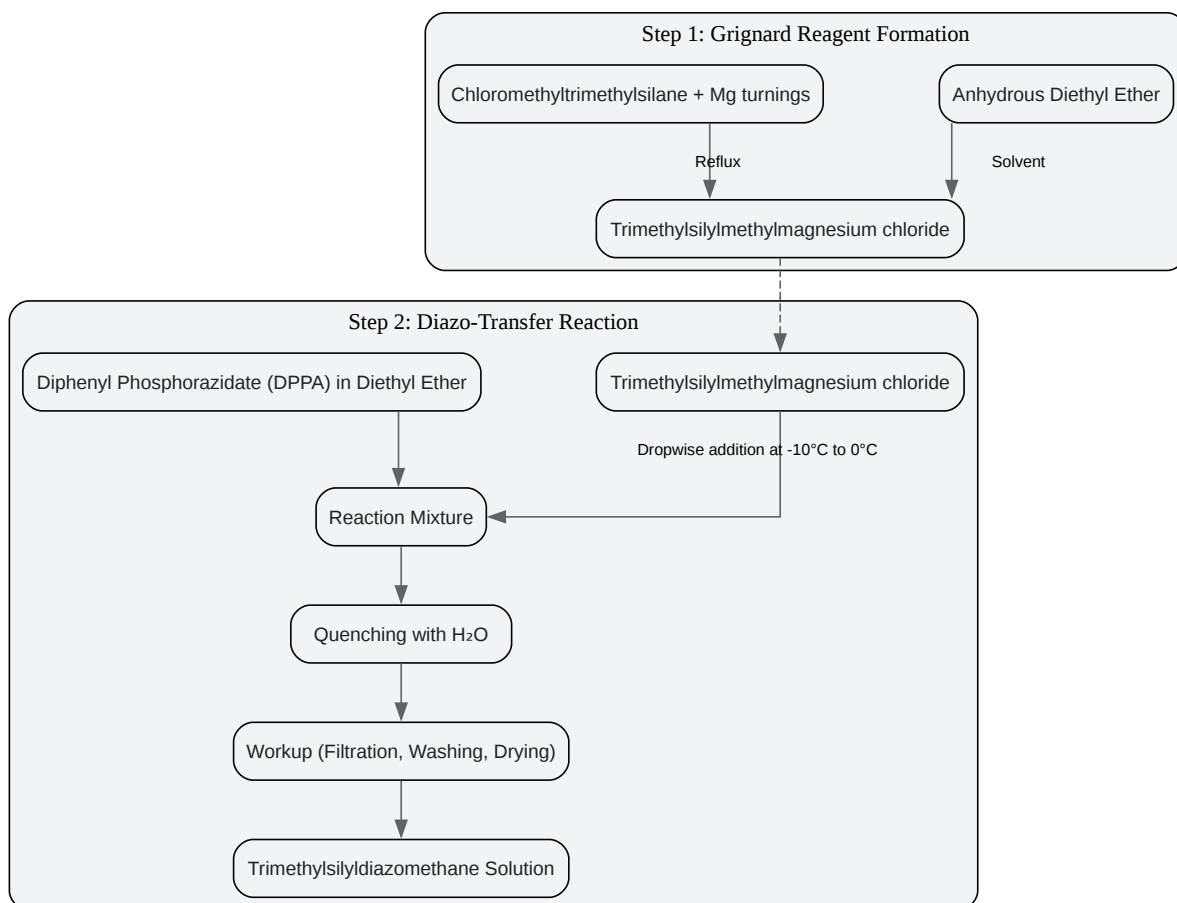 Step 1: Grignard Reagent Formation
Chloromethyltrimethylsilane + Mg turnings
Anhydrous Diethyl Ether
Reflux
Solvent
Trimethylsilylmethylmagnesium chloride
Step 2: Diazo-Transfer Reaction
Diphenyl Phosphorazidate (DPPA) in Diethyl Ether
Trimethylsilylmethylmagnesium chloride
Dropwise addition at -10°C to 0°C
Reaction Mixture
Quenching with H₂O
Workup (Filtration, Washing, Drying)
Trimethylsilyldiazomethane Solution